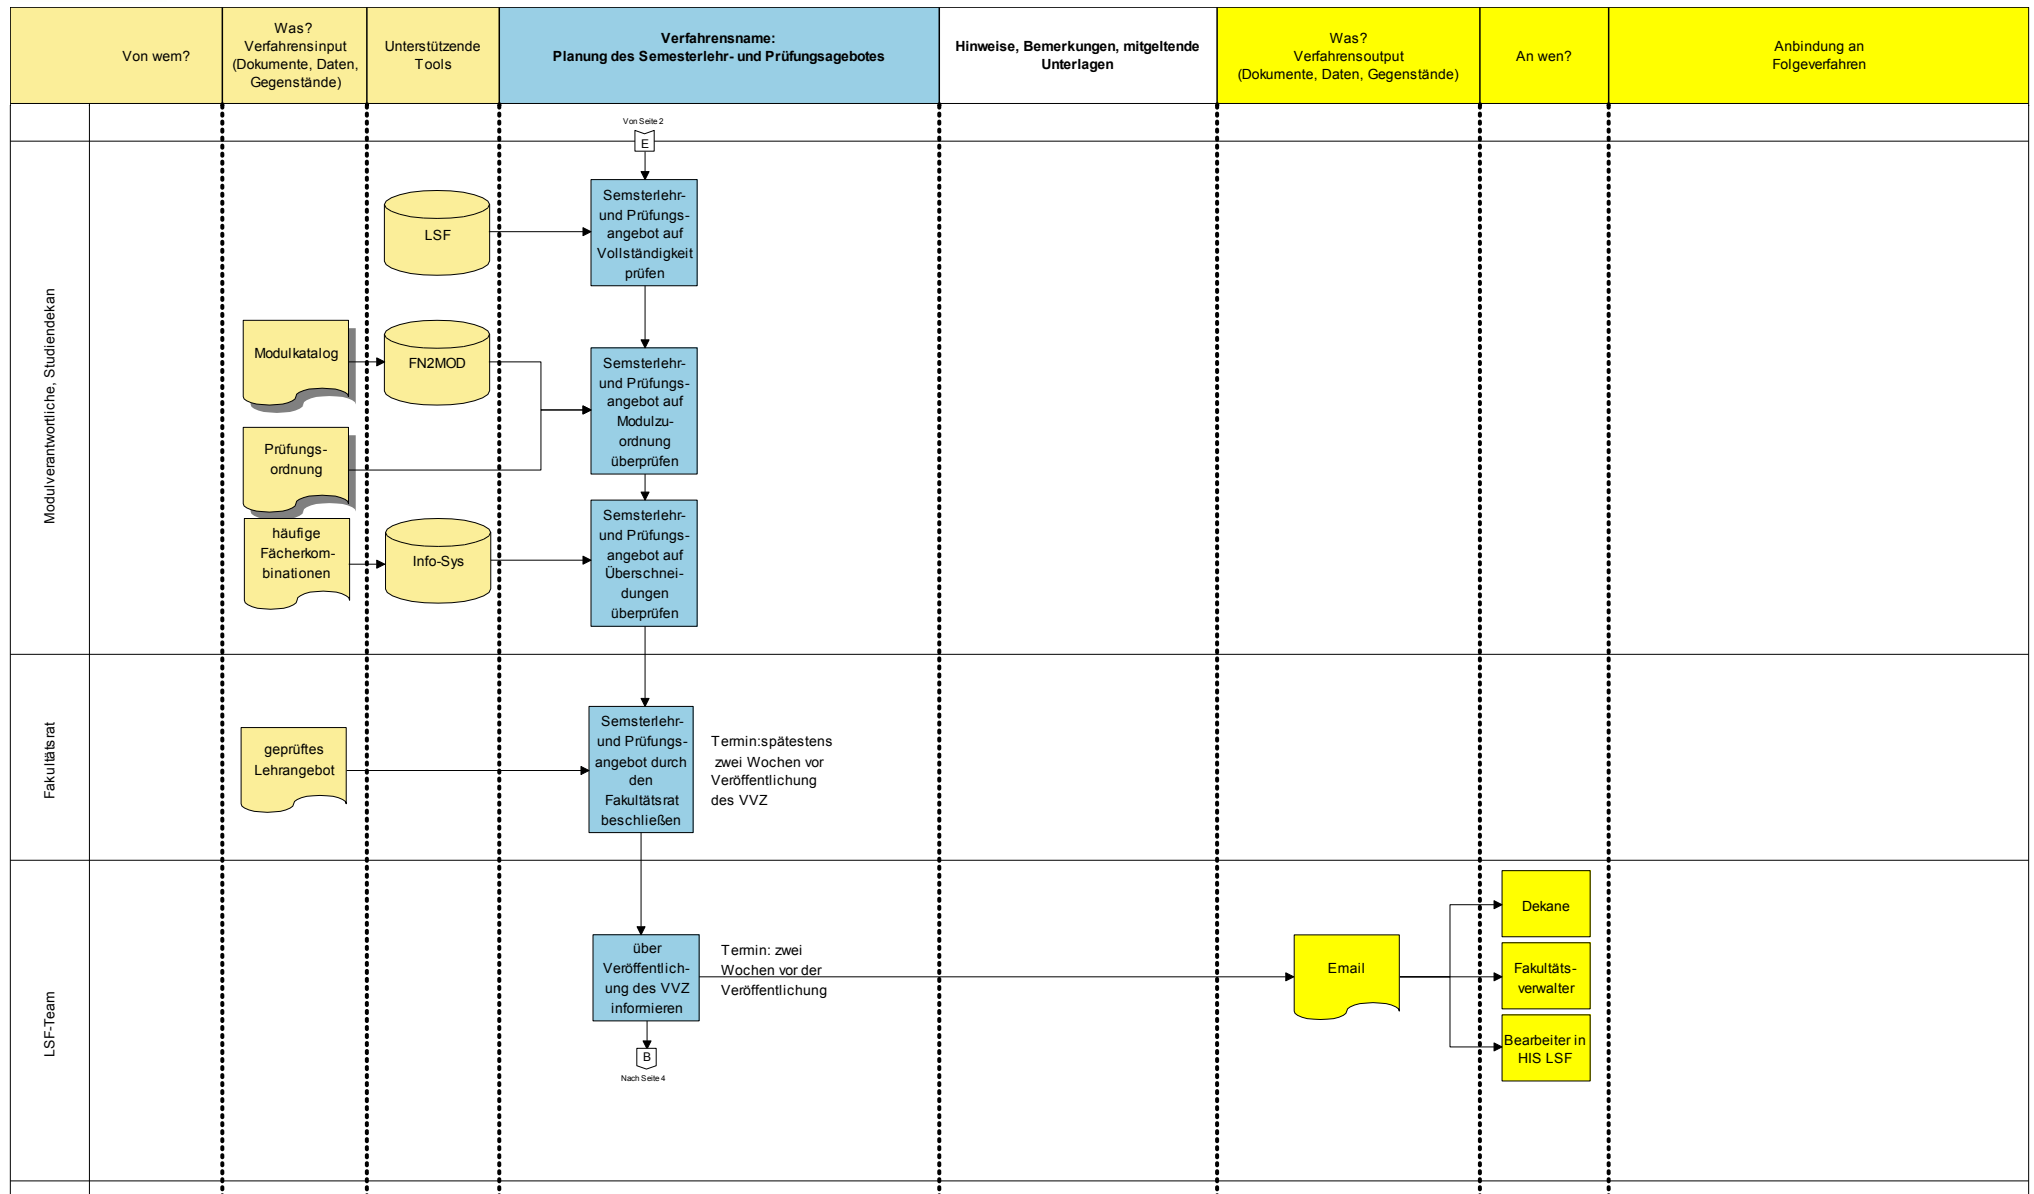 Von wem?
Was?
Verfahrensinput
(Dokumente, Daten,
Gegenstände)
Unterstützende
Tools
Verfahrensname:
Planung des Semesterlehr- und Prüfungsagebotes
Hinweise, Bemerkungen, mitgeltende
Unterlagen
Was?
Verfahrensoutput
(Dokumente, Daten, Gegenstände)
An wen?
Anbindung an
Folgeverfahren
Von Seite 2
E
Modulverantwortliche, Studiendekan
LSF
Semsterlehr-
und Prüfungs-
angebot auf
Vollständigkeit
prüfen
Modulkatalog
FN2MOD
Semsterlehr-
und Prüfungs-
angebot auf
Modulzu-
ordnung
überprüfen
Prüfungs-
ordnung
häufige
Fächerkom-
binationen
Info-Sys
Semsterlehr-
und Prüfungs-
angebot auf
Überschnei-
dungen
überprüfen
Fakultätsrat
geprüftes
Lehrangebot
Semsterlehr-
und Prüfungs-
angebot durch
den
Fakultätsrat
beschließen
Termin:spätestens
zwei Wochen vor
Veröffentlichung
des VVZ
LSF-Team
über
Veröffentlich-
ung des VVZ
informieren
Termin: zwei
Wochen vor der
Veröffentlichung
Email
Dekane
Fakultäts-
verwalter
Bearbeiter in
HIS LSF
B
Nach Seite 4